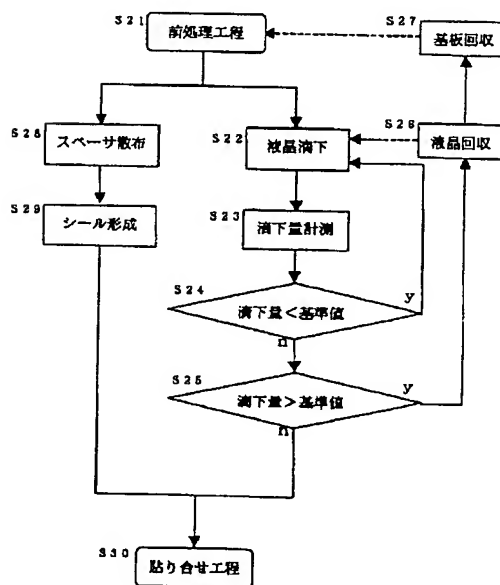 S21
前処理工程
S27
基板回収
S28
スペーサ散布
S22
液晶滴下
S26
液晶回収
S29
シール形成
S23
滴下量計測
S24
滴下量<基準値
y
n
S25
滴下量>基準値
y
n
S30
貼り合せ工程